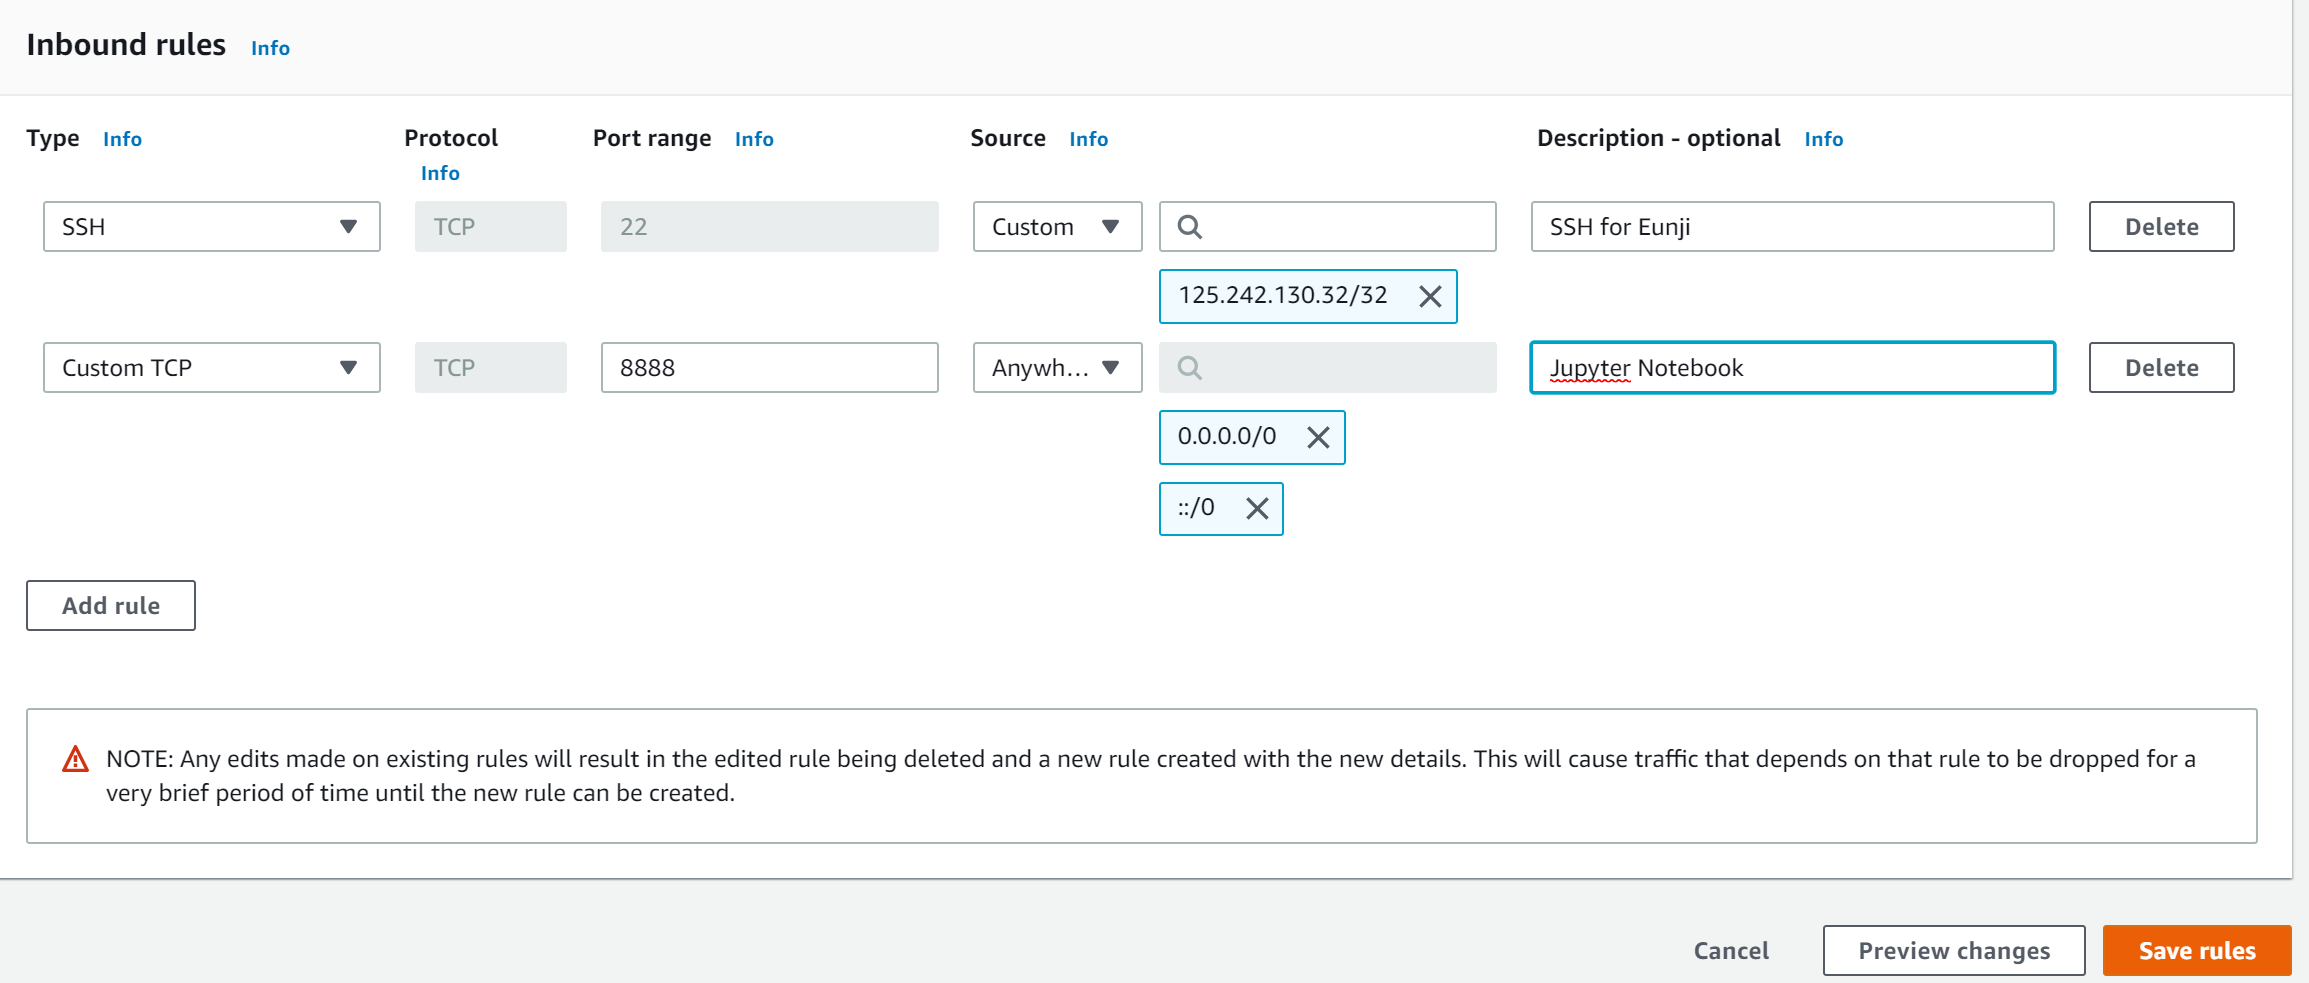 Inbound rules Info
Type Info Protocol Info Port range Info Source Info Description - optional Info
SSH TCP 22 Custom SSH for Eunji Delete
125.242.130.32/32
Custom TCP TCP 8888 Anywh... Jupyter Notebook Delete
0.0.0.0/0
::/0
Add rule
NOTE: Any edits made on existing rules will result in the edited rule being deleted and a new rule created with the new details. This will cause traffic that depends on that rule to be dropped for a
very brief period of time until the new rule can be created.
Cancel Preview changes Save rules